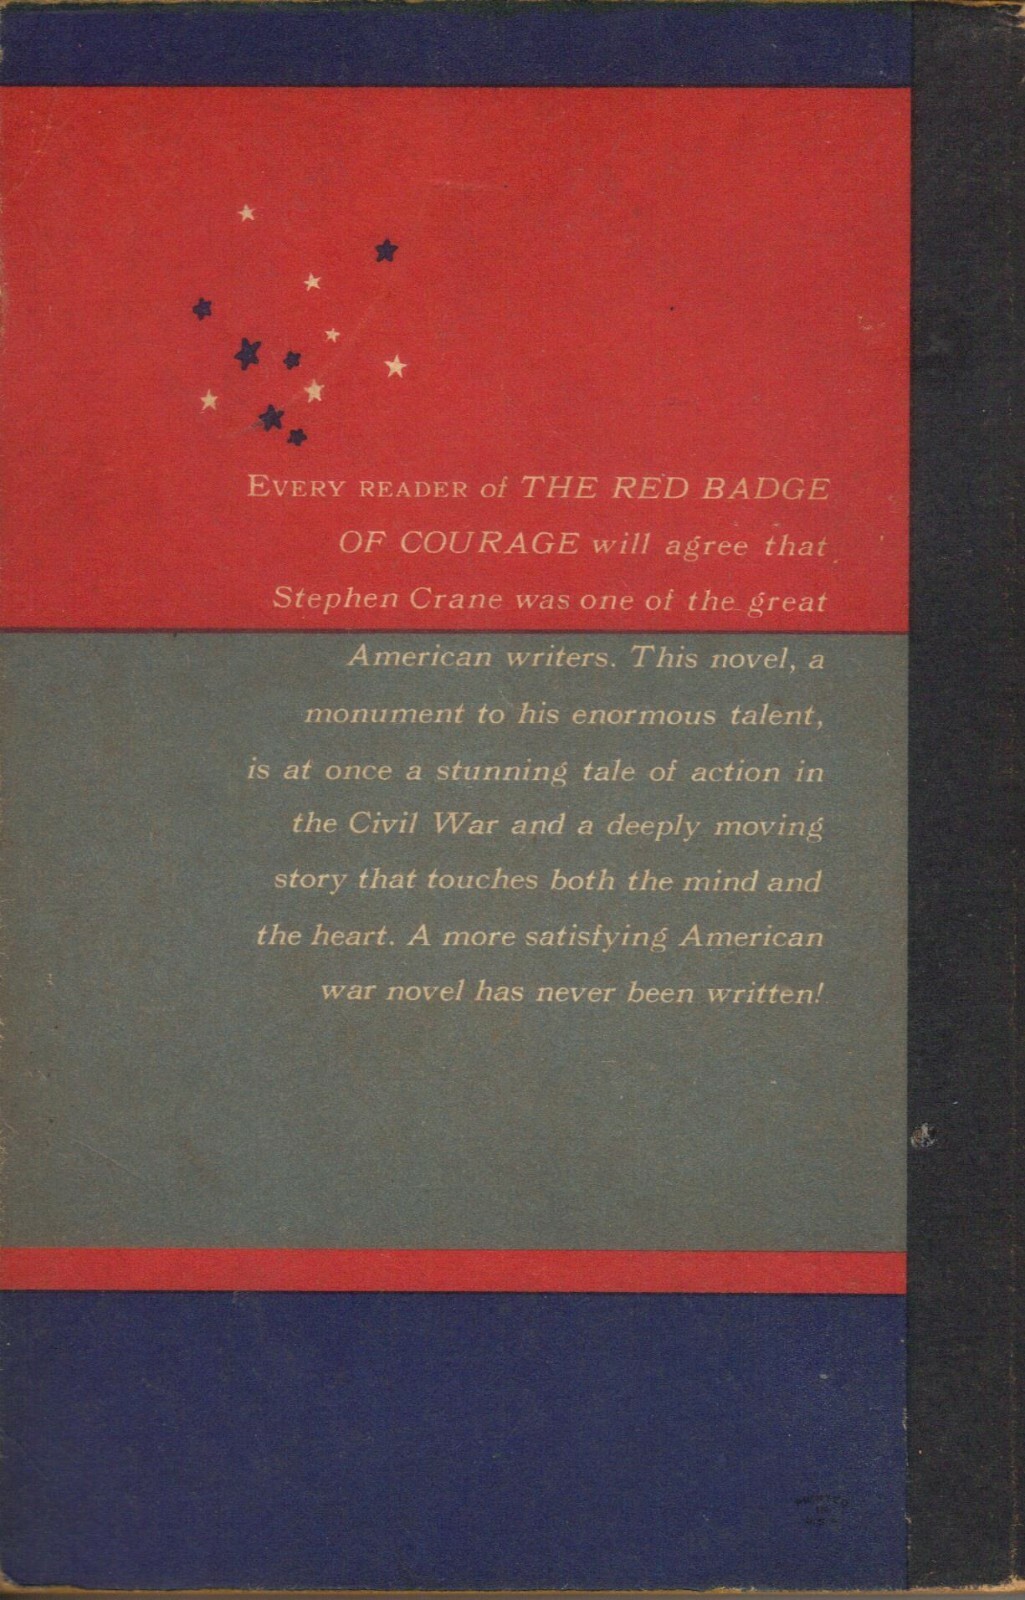 EVERY READER of THE RED BADGE
OF COURAGE will agree that
Stephen Crane was one of the great
American writers. This novel, a
monument to his enormous talent,
is at once a stunning tale of action in
the Civil War and a deeply moving
story that touches both the mind and
the heart. A more satisfying American
war novel has never been written!